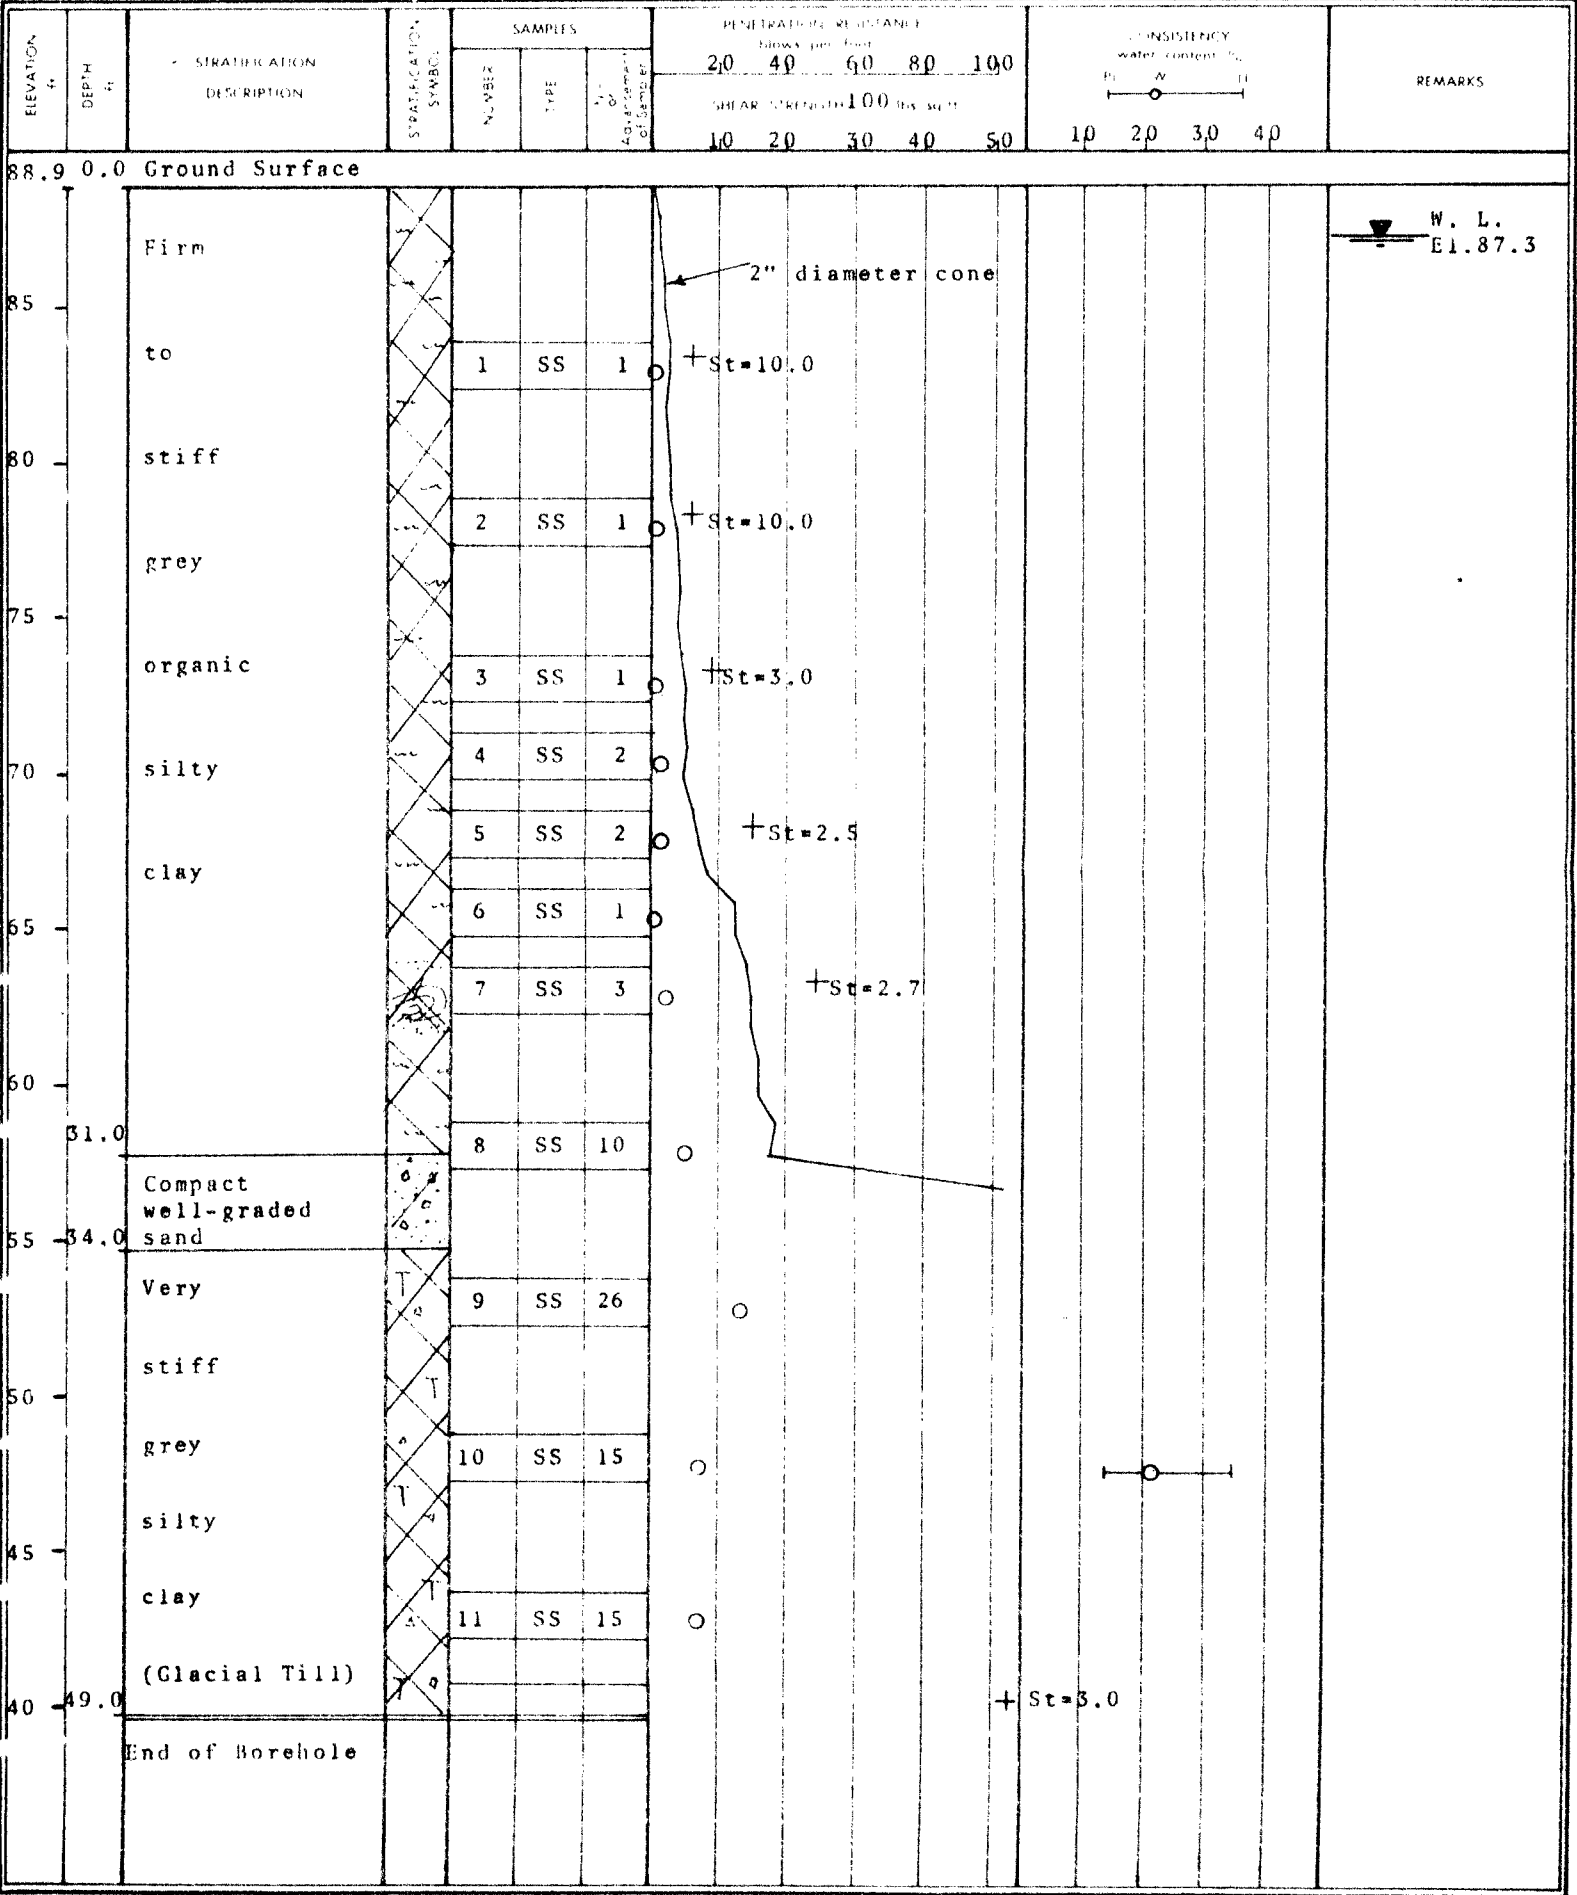 ELEVATION ft
DEPTH ft
STRATIFICATION
DESCRIPTION
STRATIFICATION SYMBOL
SAMPLES
NUMBER
TYPE
of Advancement of Sampler
PENETRATION RESISTANCE
blows per foot
20 40 60 80 100
SHEAR STRENGTH 100 lbs sq ft
10 20 30 40 50
CONSISTENCY
water content %
W
10 20 30 40
REMARKS
88.9 0.0 Ground Surface
W. L.
El.87.3
Firm
2" diameter cone
85
to
1 SS 1 St=10.0
80
stiff
2 SS 1 St=10.0
grey
75
organic
3 SS 1 St=3.0
4 SS 2
70
silty
5 SS 2 St=2.5
clay
6 SS 1
65
7 SS 3 St=2.7
60
31.0
8 SS 10
Compact
well-graded
55 34.0 sand
Very
9 SS 26
stiff
50
grey
10 SS 15
silty
45
clay
11 SS 15
(Glacial Till)
40 49.0
St=3.0
End of Borehole